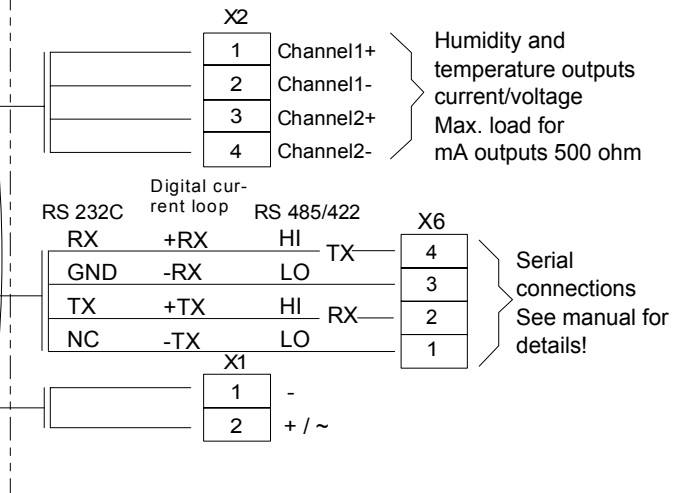 X2
1 Channel1+
2 Channel1-
3 Channel2+
4 Channel2-
Humidity and
temperature outputs
current/voltage
Max. load for
mA outputs 500 ohm
RS 232C
Digital cur-
rent loop
RS 485/422
X6
RX +RX HI TX 4
GND -RX LO 3
TX +TX HI RX 2
NC -TX LO 1
Serial
connections
See manual for
details!
X1
1 -
2 + / ~